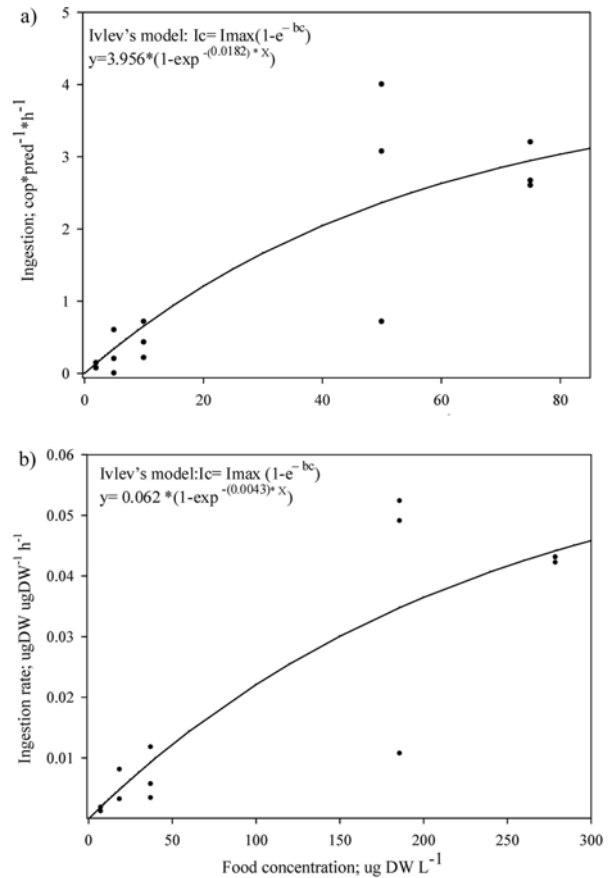 a)
Ivlev's model: Ic= Imax(1-e^– bc)
y=3.956*(1-exp^-(0.0182) * X)
Ingestion; cop*pred^-1*h^-1
5
4
3
2
1
0
0 20 40 60 80
b)
Ivlev's model:Ic= Imax (1-e^– bc)
y= 0.062 *(1-exp^-(0.0043)* X)
Ingestion rate; ugDW ugDW^-1 h^-1
0.06
0.05
0.04
0.03
0.02
0.01
0 50 100 150 200 250 300
Food concentration; ug DW L^-1